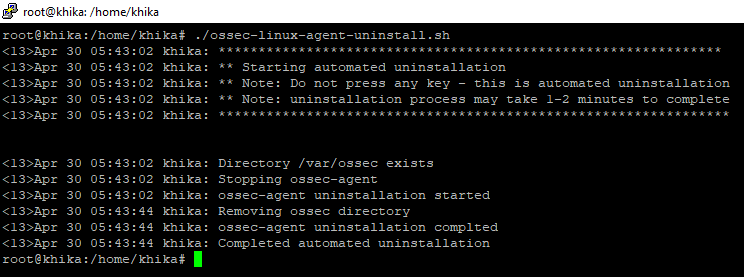 root@khika: /home/khika
root@khika:/home/khika# ./ossec-linux-agent-uninstall.sh
<13>Apr 30 05:43:02 khika: ***************************************************************
<13>Apr 30 05:43:02 khika: ** Starting automated uninstallation
<13>Apr 30 05:43:02 khika: ** Note: Do not press any key - this is automated uninstallation
<13>Apr 30 05:43:02 khika: ** Note: uninstallation process may take 1-2 minutes to complete
<13>Apr 30 05:43:02 khika: ****************************************************************
<13>Apr 30 05:43:02 khika: Directory /var/ossec exists
<13>Apr 30 05:43:02 khika: Stopping ossec-agent
<13>Apr 30 05:43:02 khika: ossec-agent uninstallation started
<13>Apr 30 05:43:44 khika: Removing ossec directory
<13>Apr 30 05:43:44 khika: ossec-agent uninstallation complted
<13>Apr 30 05:43:44 khika: Completed automated uninstallation
root@khika:/home/khika#